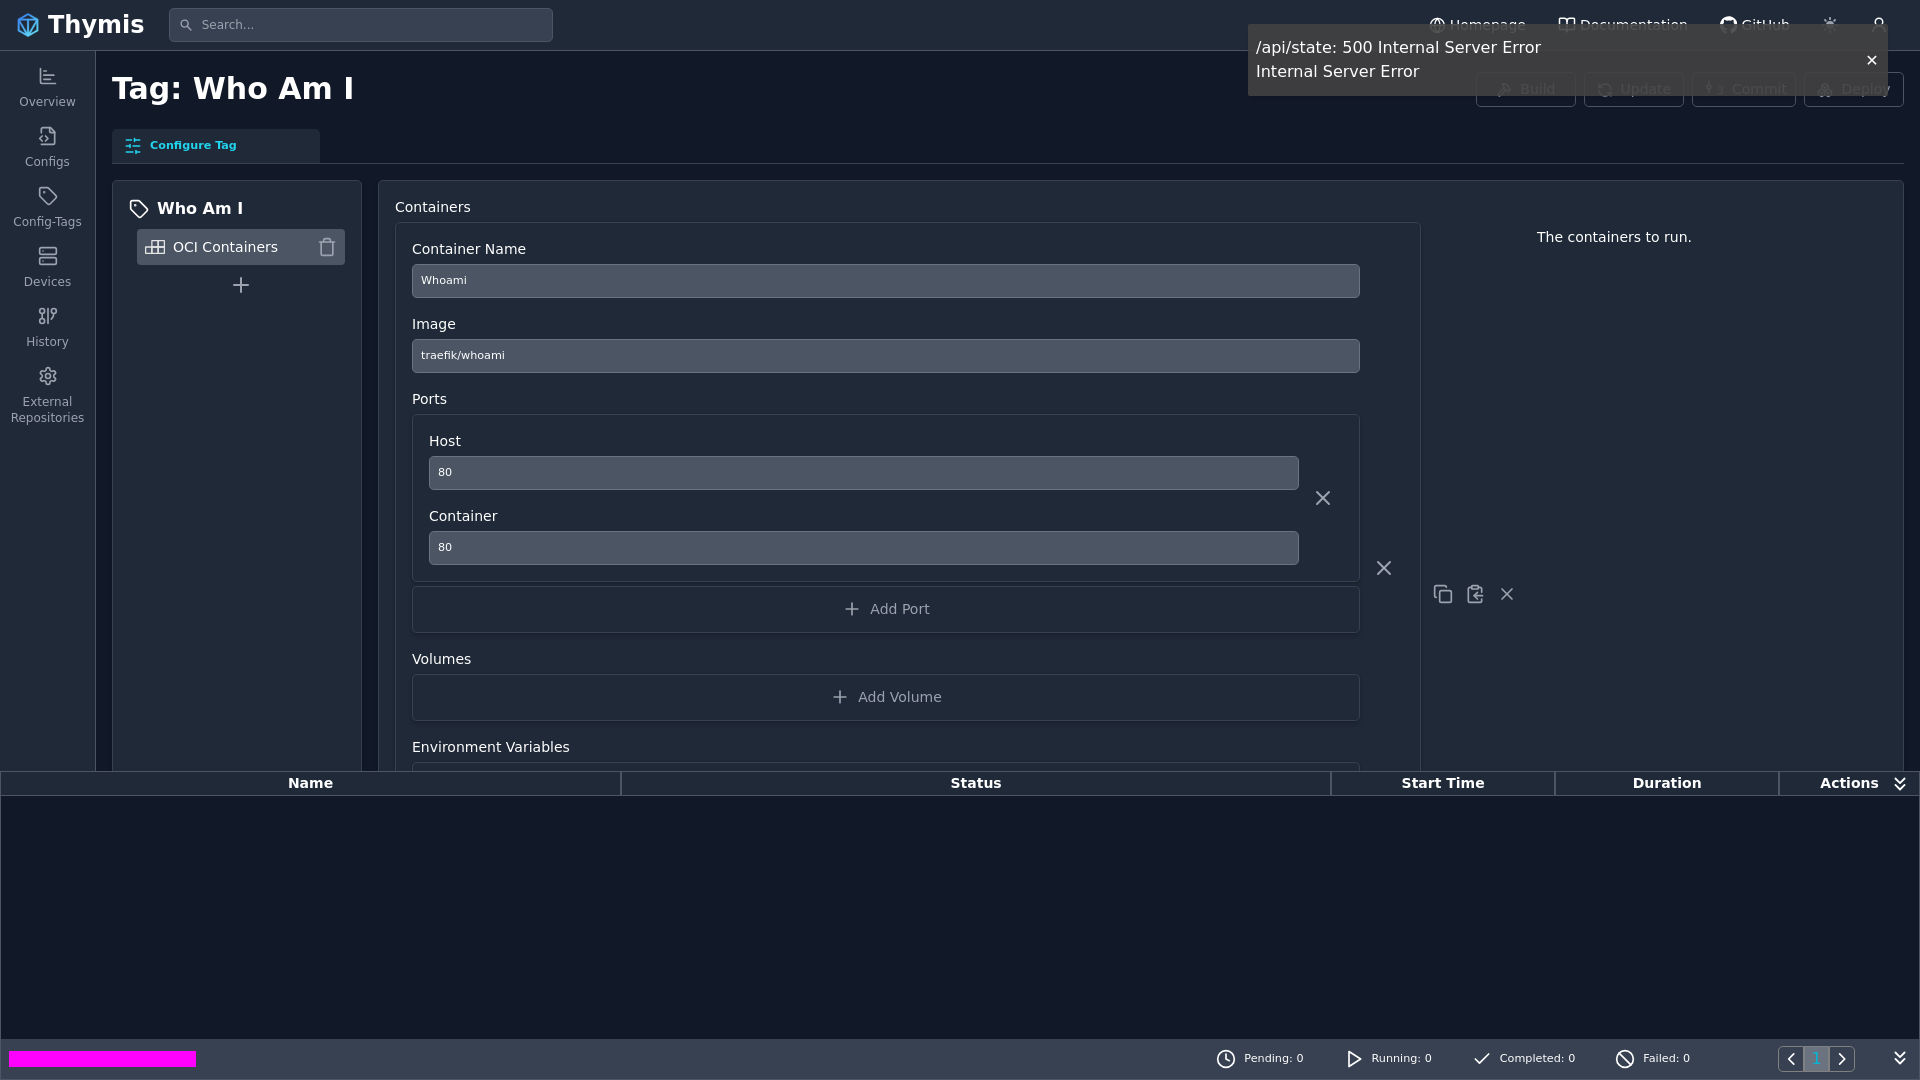 Thymis
Search...
Homepage
Documentation
GitHub
/api/state: 500 Internal Server Error
Internal Server Error
Tag: Who Am I
Build
Update
3 Commit
Deploy
Overview
Configs
Config-Tags
Devices
History
External
Repositories
Configure Tag
Who Am I
OCI Containers
Containers
Container Name
Whoami
Image
traefik/whoami
Ports
Host
80
Container
80
Add Port
Volumes
Add Volume
Environment Variables
The containers to run.
Name
Status
Start Time
Duration
Actions
Pending: 0
Running: 0
Completed: 0
Failed: 0
1